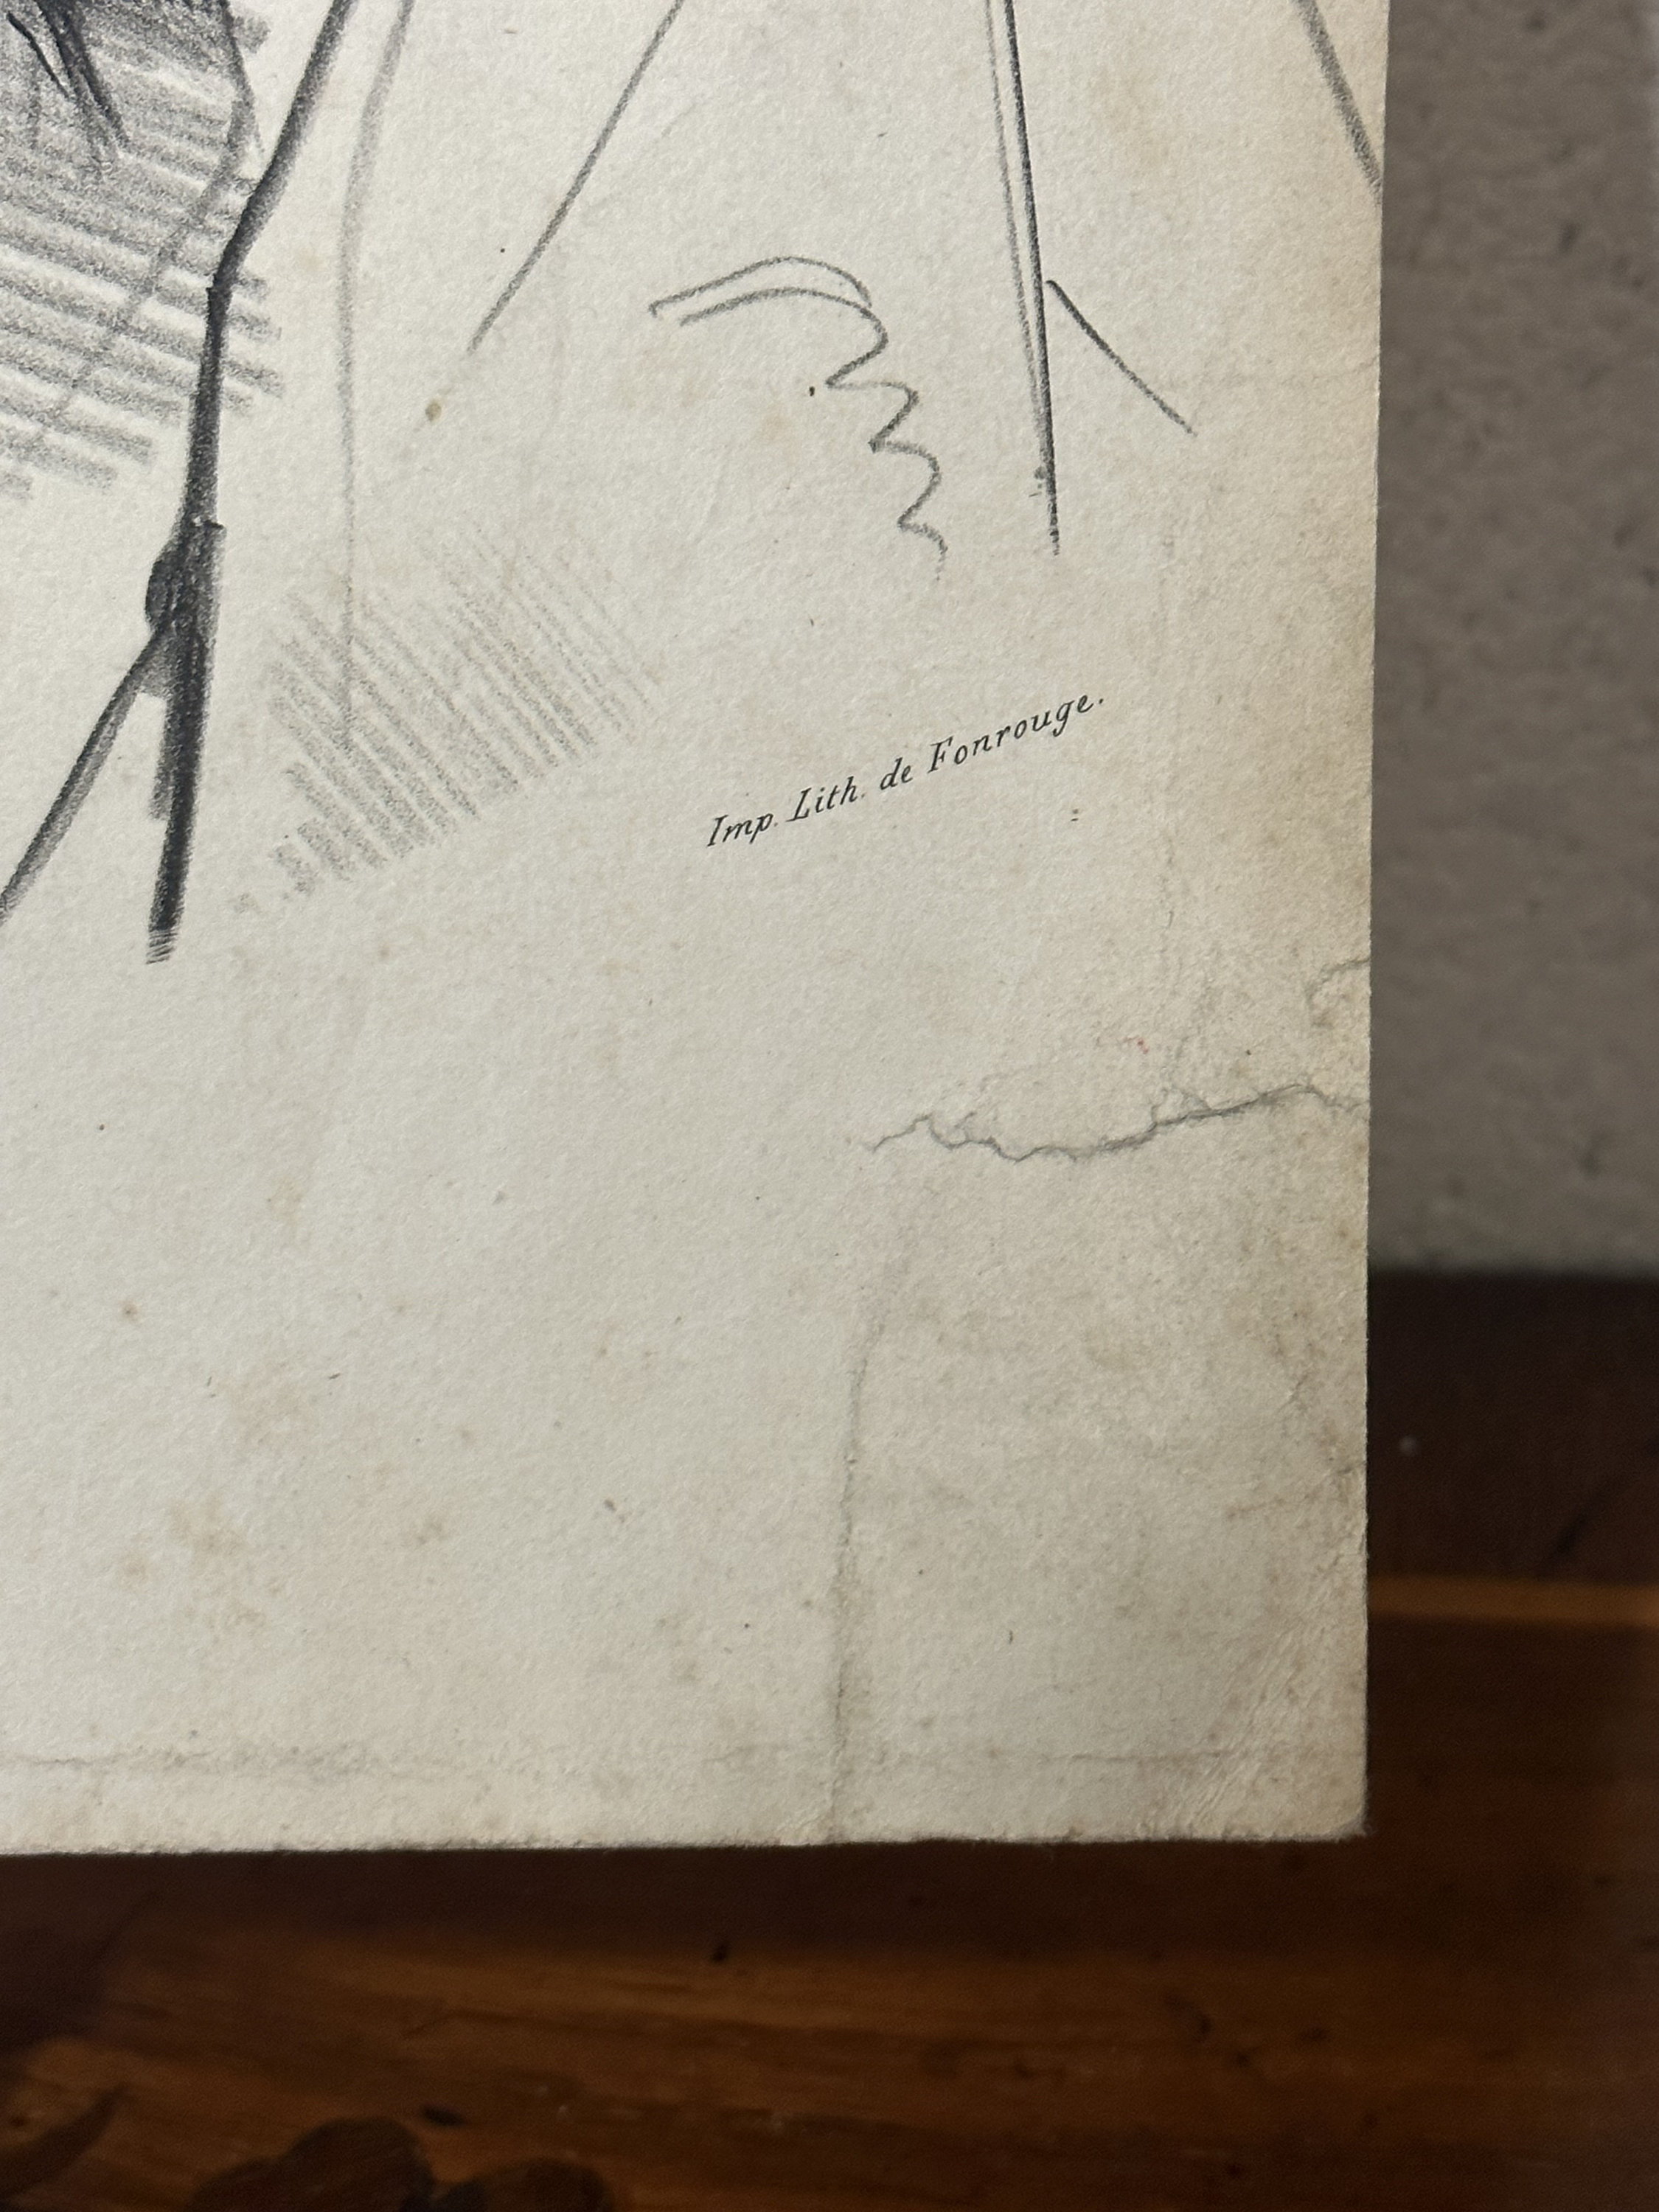 Imp. Lith. de Fonrouge.